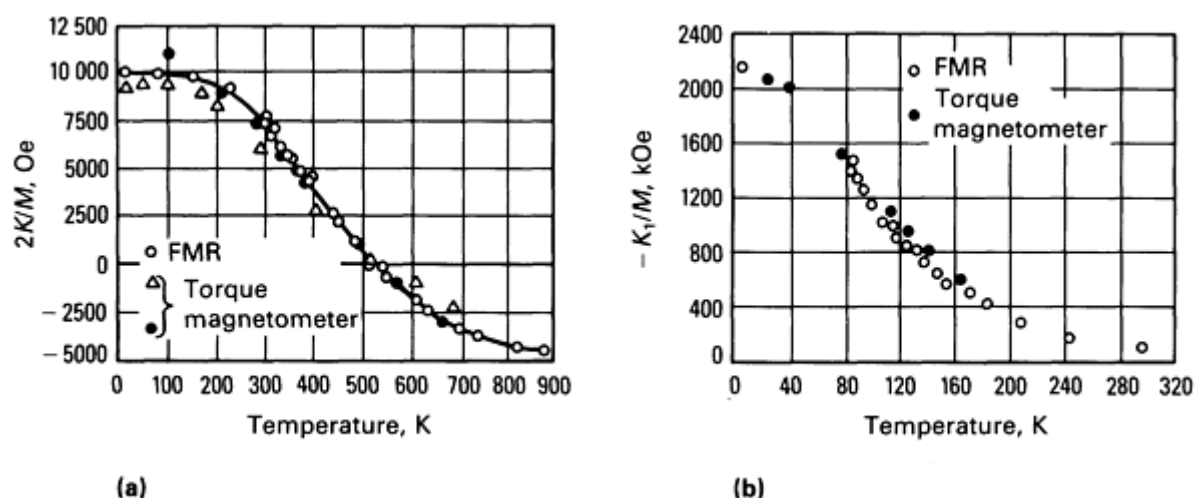 12 500
10 000
7500
5000
2500
0
− 2500
− 5000
2K/M, Oe
FMR
Torque
magnetometer
0 100 200 300 400 500 600 700 800 900
Temperature, K
(a)
2400
2000
1600
1200
800
400
0
− K₁/M, kOe
FMR
Torque
magnetometer
0 40 80 120 160 200 240 280 320
Temperature, K
(b)